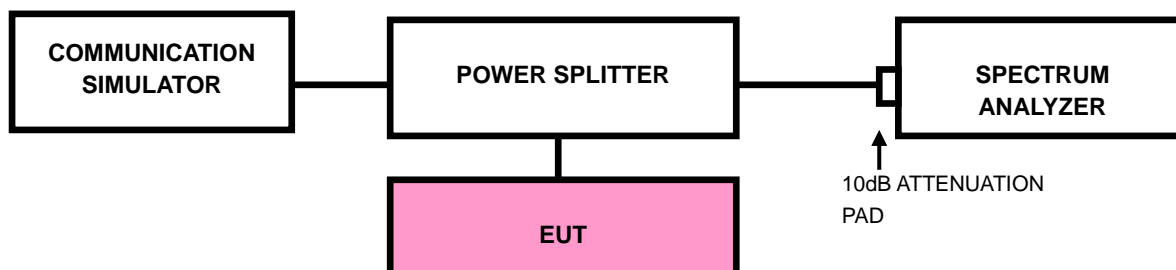 COMMUNICATION
SIMULATOR
POWER SPLITTER
SPECTRUM
ANALYZER
10dB ATTENUATION
PAD
EUT